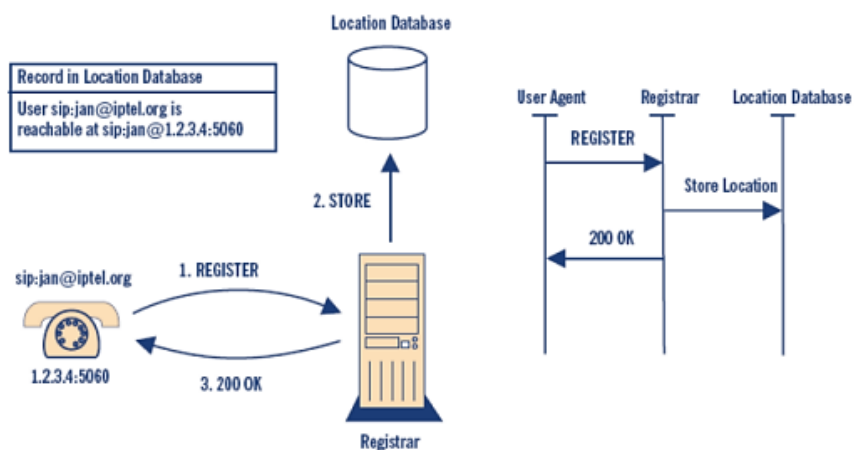 Location Database
Record in Location Database
User sip:jan@iptel.org is
reachable at sip:jan@1.2.3.4:5060
2. STORE
sip:jan@iptel.org
1. REGISTER
1.2.3.4:5060
3. 200 OK
Registrar
User Agent
Registrar
Location Database
REGISTER
Store Location
200 OK